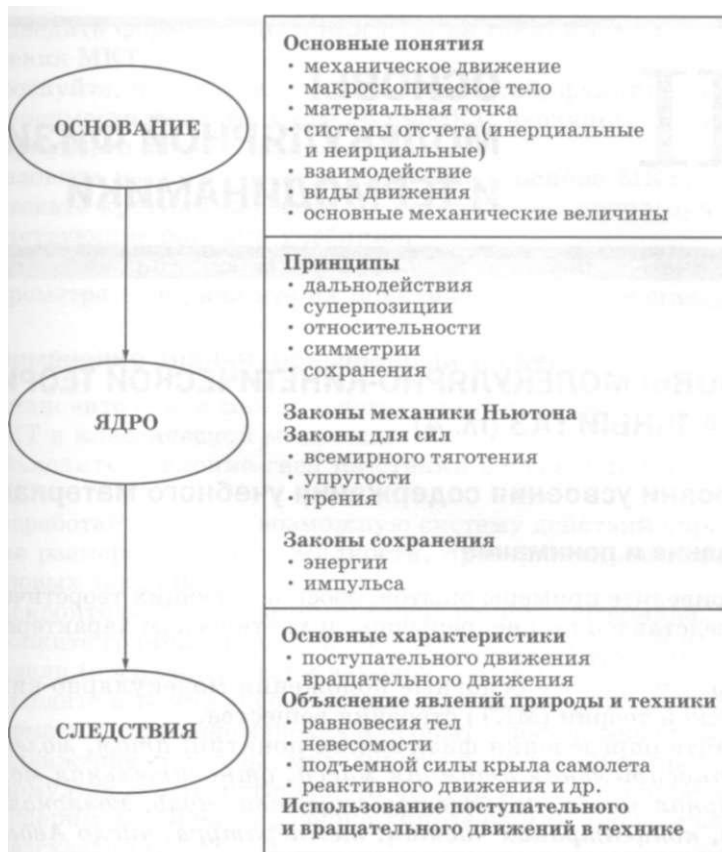 ОСНОВАНИЕ
Основные понятия
• механическое движение
• макроскопическое тело
• материальная точка
• системы отсчета (инерциальные
и неирциальные)
• взаимодействие
• инертность
• основные механические величины
ЯДРО
Принципы
• дальнодействия
• суперпозиции
• относительности
• симметрии
• сохранения
Законы механики Ньютона
Законы для сил
• всемирного тяготения
• упругости
• трения
Законы сохранения
• энергии
• импульса
СЛЕДСТВИЯ
Основные характеристики
• поступательного движения
• вращательного движения
Объяснение явлений природы и техники
• равновесия тел
• невесомости
• подъемной силы крыла самолета
• реактивного движения и др.
Использование поступательного
и вращательного движений в технике